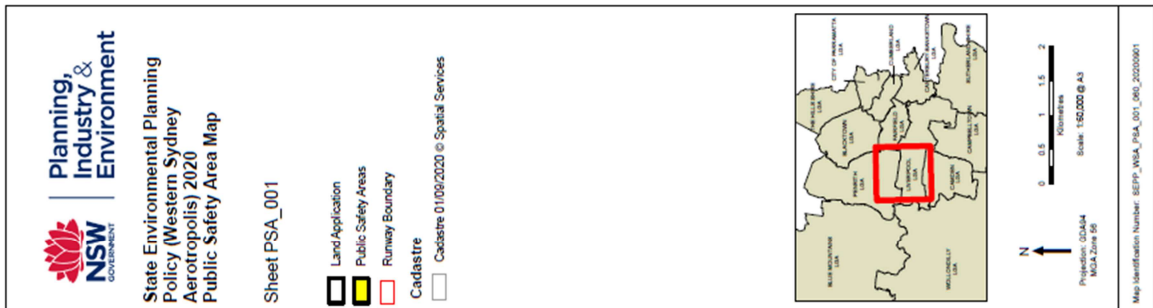 NSW
GOVERNMENT
Planning,
Industry &
Environment
State Environmental Planning
Policy (Western Sydney
Aerotropolis) 2020
Public Safety Area Map
Sheet PSA_001
Land Application
Public Safety Areas
Runway Boundary
Cadastre
Cadastre 01/09/2020 © Spatial Services
THE HILLS SHIRE
LGA
CITY OF PARRAMATTA
LGA
BLACKTOWN
LGA
CUMBERLAND
LGA
PENRITH
LGA
FAIRFIELD
LGA
CANTERBURY-BANKSTOWN
LGA
BLUE MOUNTAINS
LGA
LIVERPOOL
LGA
SUTHERLAND SHIRE
LGA
CAMDEN
LGA
CAMPBELLTOWN
LGA
WOLLONDILLY
LGA
N
0
0.5
1
1.5
2
Kilometres
Projection: GDA94
MGA Zone 56
Scale: 1:60,000 @ A3
Map Identification Number: SEPP_WSA_PSA_001_060_20200901